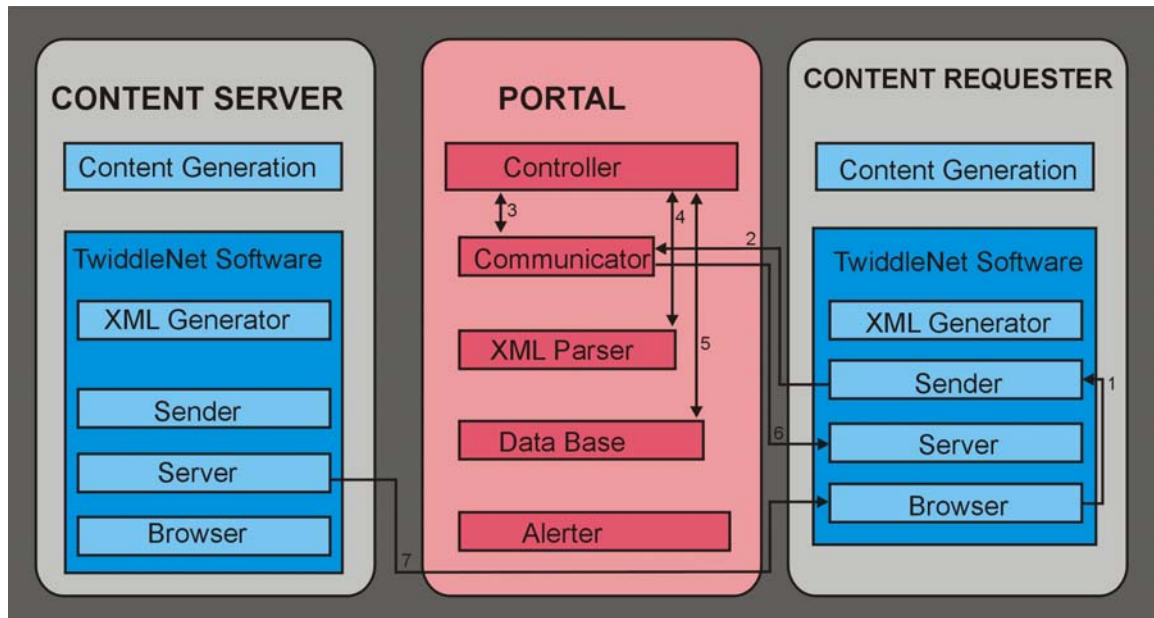 CONTENT SERVER
Content Generation
TwiddleNet Software
XML Generator
Sender
Server
Browser
PORTAL
Controller
3
4
Communicator
2
XML Parser
5
Data Base
6
Alerter
7
CONTENT REQUESTER
Content Generation
TwiddleNet Software
XML Generator
Sender
1
Server
Browser